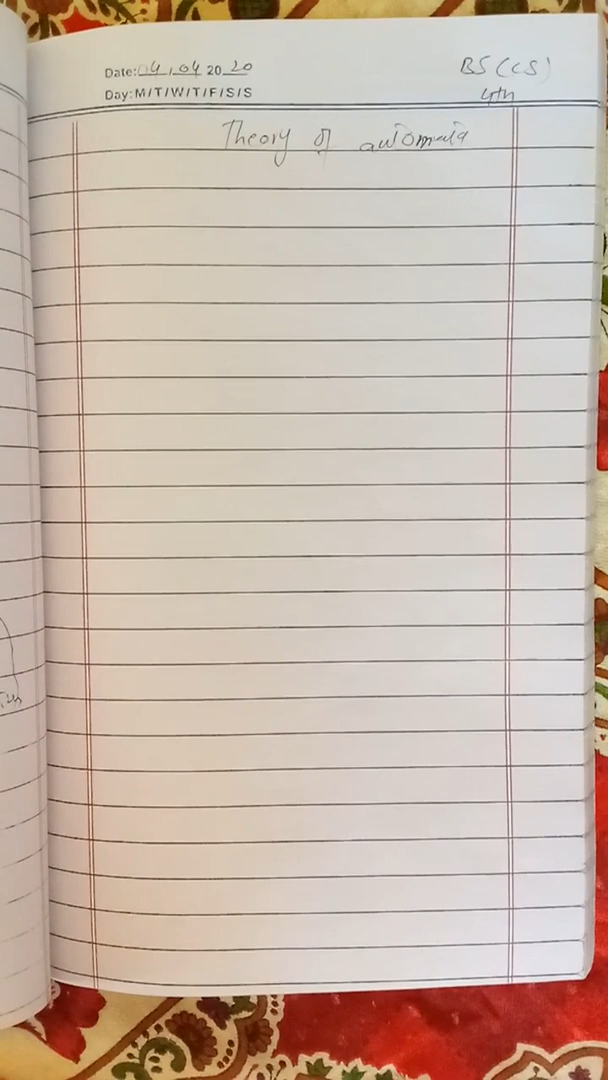 Date: 04, 04 20 20
BS (CS)
Day: M/T/W/T/F/S/S
4th
Theory of automata